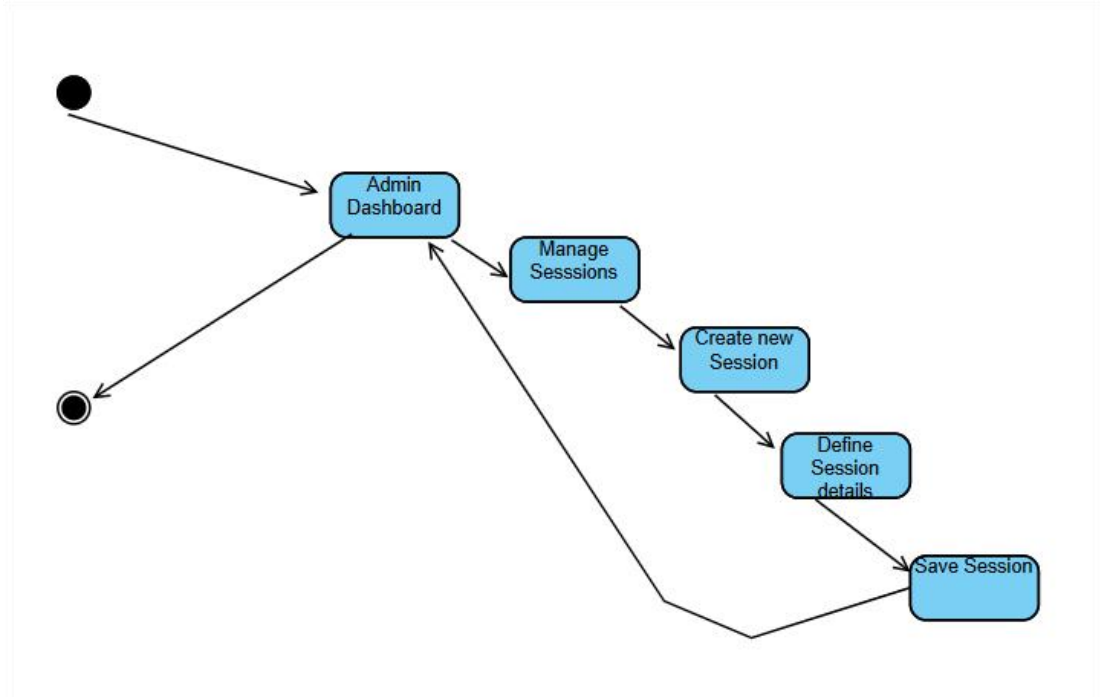 Admin
Dashboard
Manage
Sesssions
Create new
Session
Define
Session
details
Save Session